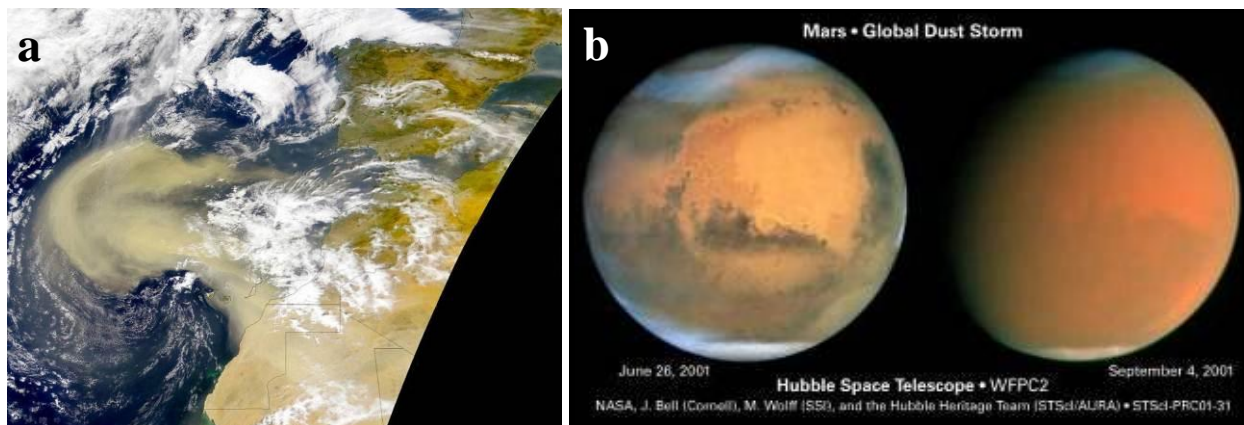 a
b
Mars • Global Dust Storm
June 26, 2001
September 4, 2001
Hubble Space Telescope • WFPC2
NASA, J. Bell (Cornell), M. Wolff (SSI), and the Hubble Heritage Team (STScI/AURA) • STScI-PRC01-31